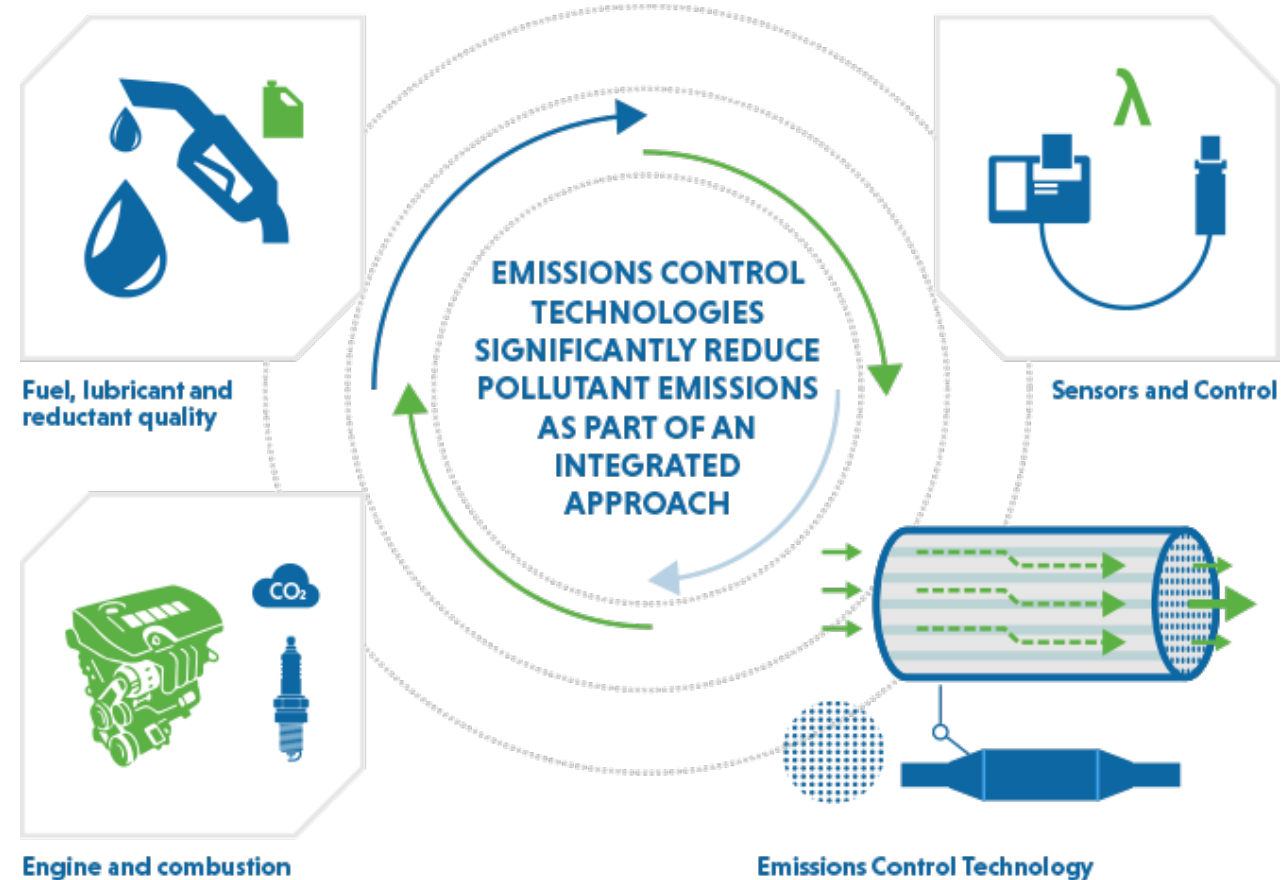 λ
EMISSIONS CONTROL
TECHNOLOGIES
SIGNIFICANTLY REDUCE
POLLUTANT EMISSIONS
AS PART OF AN
INTEGRATED
APPROACH
Fuel, lubricant and
reductant quality
Sensors and Control
CO₂
Engine and combustion
Emissions Control Technology